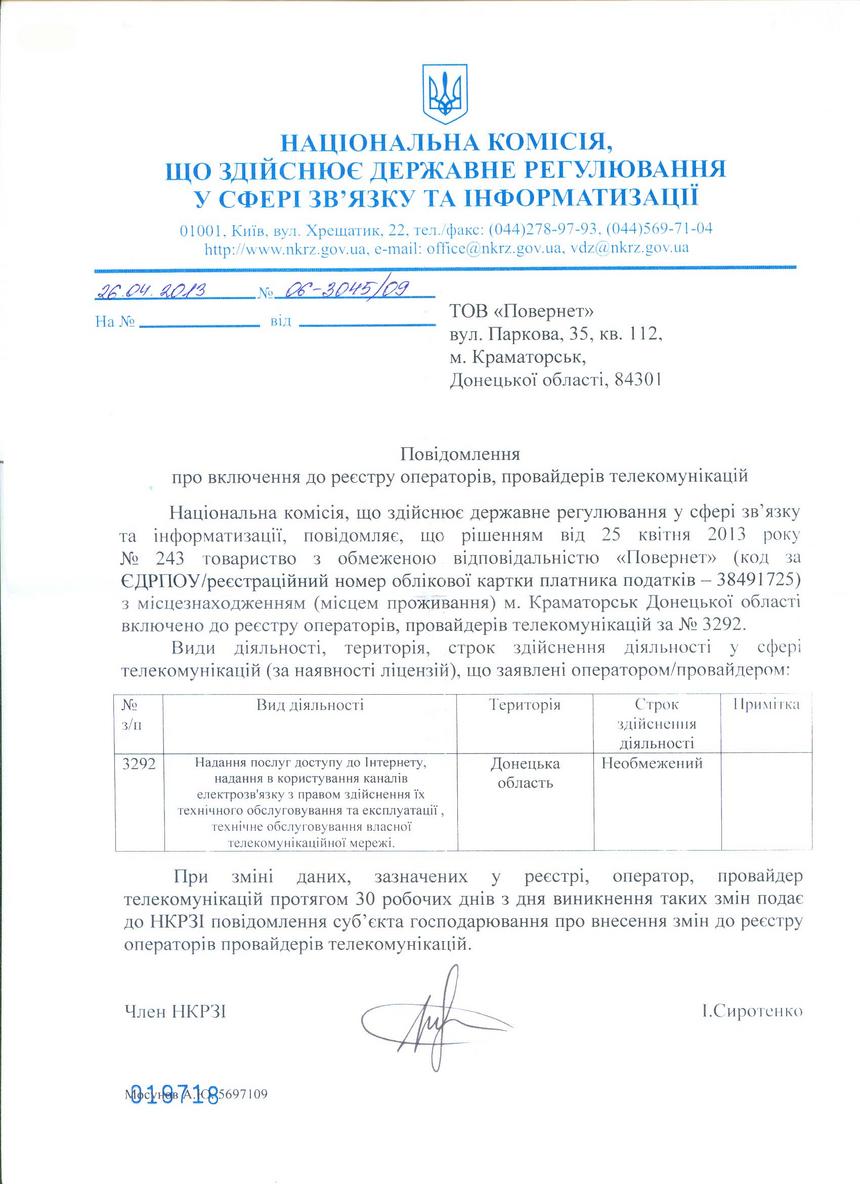 НАЦІОНАЛЬНА КОМІСІЯ,
ЩО ЗДІЙСНЮЄ ДЕРЖАВНЕ РЕГУЛЮВАННЯ
У СФЕРІ ЗВ’ЯЗКУ ТА ІНФОРМАТИЗАЦІЇ
01001, Київ, вул. Хрещатик, 22, тел./факс: (044)278-97-93, (044)569-71-04
http://www.nkrz.gov.ua, e-mail: office@nkrz.gov.ua, vdz@nkrz.gov.ua
26.04.2013 № 06-3045/09
На № від
ТОВ «Повернет»
вул. Паркова, 35, кв. 112,
м. Краматорськ,
Донецької області, 84301
Повідомлення
про включення до реєстру операторів, провайдерів телекомунікацій
Національна комісія, що здійснює державне регулювання у сфері зв’язку
та інформатизації, повідомляє, що рішенням від 25 квітня 2013 року
№ 243 товариство з обмеженою відповідальністю «Повернет» (код за
ЄДРПОУ/реєстраційний номер облікової картки платника податків – 38491725)
з місцезнаходженням (місцем проживання) м. Краматорськ Донецької області
включено до реєстру операторів, провайдерів телекомунікацій за № 3292.
Види діяльності, територія, строк здійснення діяльності у сфері
телекомунікацій (за наявності ліцензій), що заявлені оператором/провайдером:
№ з/п
Вид діяльності
Територія
Строк здійснення діяльності
Примітка
3292
Надання послуг доступу до Інтернету,
надання в користування каналів
електрозв'язку з правом здійснення їх
технічного обслуговування та експлуатації ,
технічне обслуговування власної
телекомунікаційної мережі.
Донецька область
Необмежений
При зміні даних, зазначених у реєстрі, оператор, провайдер
телекомунікацій протягом 30 робочих днів з дня виникнення таких змін подає
до НКРЗІ повідомлення суб’єкта господарювання про внесення змін до реєстру
операторів провайдерів телекомунікацій.
Член НКРЗІ І.Сиротенко
Мосунов А.Ю. 5697109
019718